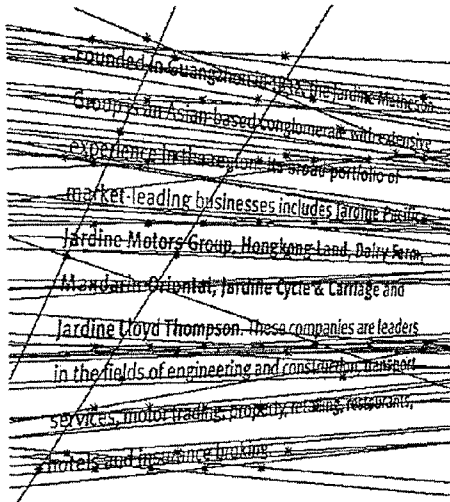 Founded in Guangzhou in 1832, the Jardine Matheson
Group is an Asian based conglomerate with extensive
experience in the region. Its broad portfolio of
market-leading businesses includes Jardine Pacific,
Jardine Motors Group, Hongkong Land, Dairy Farm,
Mandarin Oriental, Jardine Cycle & Carriage and
Jardine Lloyd Thompson. These companies are leaders
in the fields of engineering and construction, transport
services, motor trading, property, retailing, restaurants,
hotels and insurance broking.